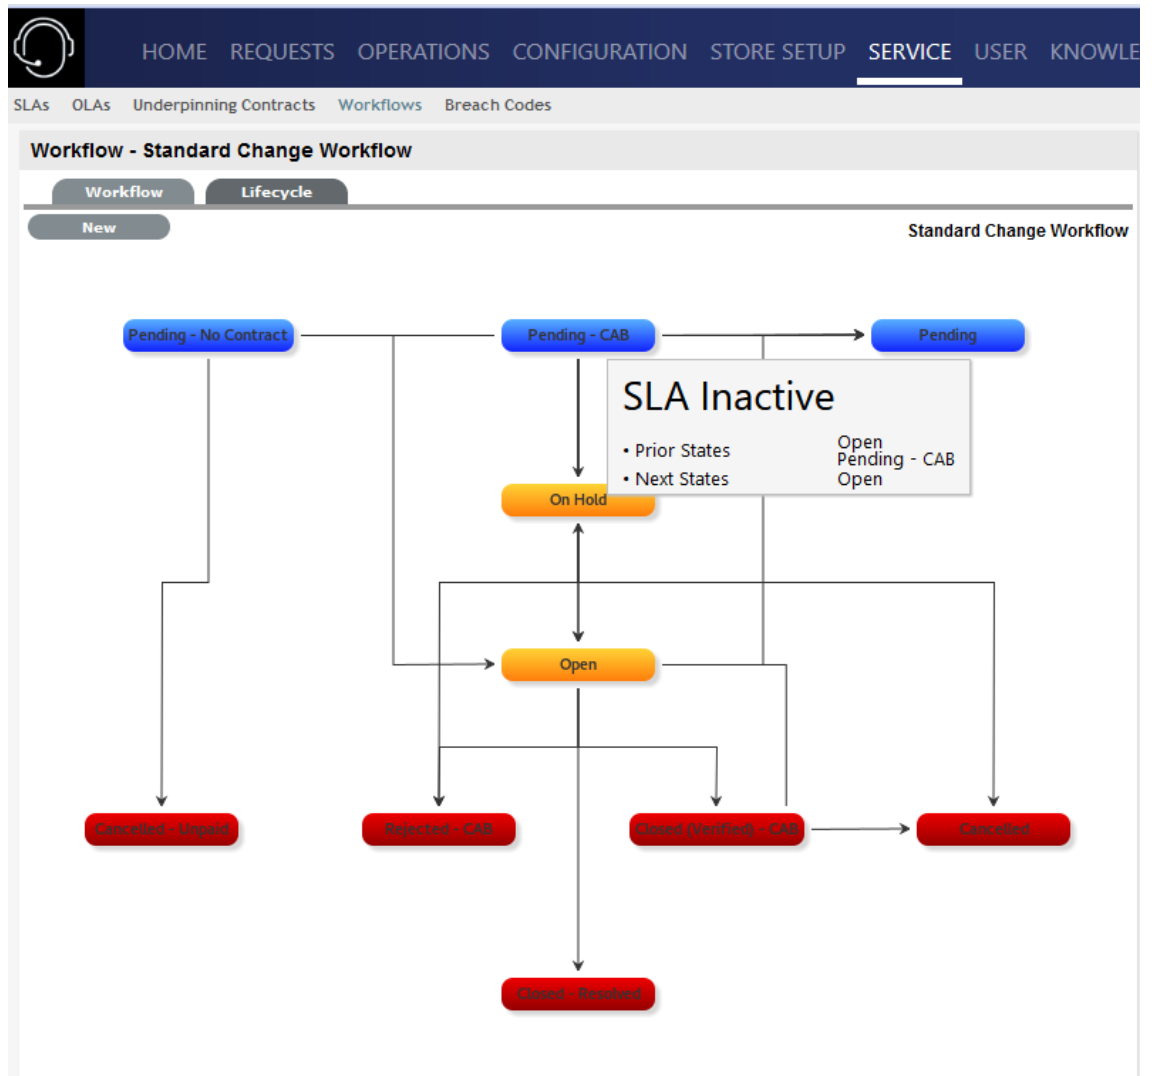 HOME REQUESTS OPERATIONS CONFIGURATION STORE SETUP SERVICE USER KNOWLE
SLAs OLAs Underpinning Contracts Workflows Breach Codes
Workflow - Standard Change Workflow
Workflow Lifecycle
New Standard Change Workflow
Pending - No Contract Pending - CAB Pending
SLA Inactive
• Prior States Open
Pending - CAB
• Next States Open
On Hold
Open
Cancelled - Unpaid Rejected - CAB Closed (Verified) - CAB Cancelled
Closed - Resolved